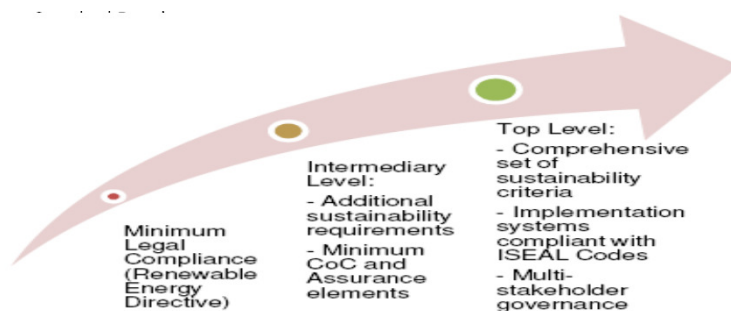 Minimum
Legal
Compliance
(Renewable
Energy
Directive)
Intermediary
Level:
- Additional
sustainability
requirements
- Minimum
CoC and
Assurance
elements
Top Level:
- Comprehensive
set of
sustainability
criteria
- Implementation
systems
compliant with
ISEAL Codes
- Multi-
stakeholder
governance